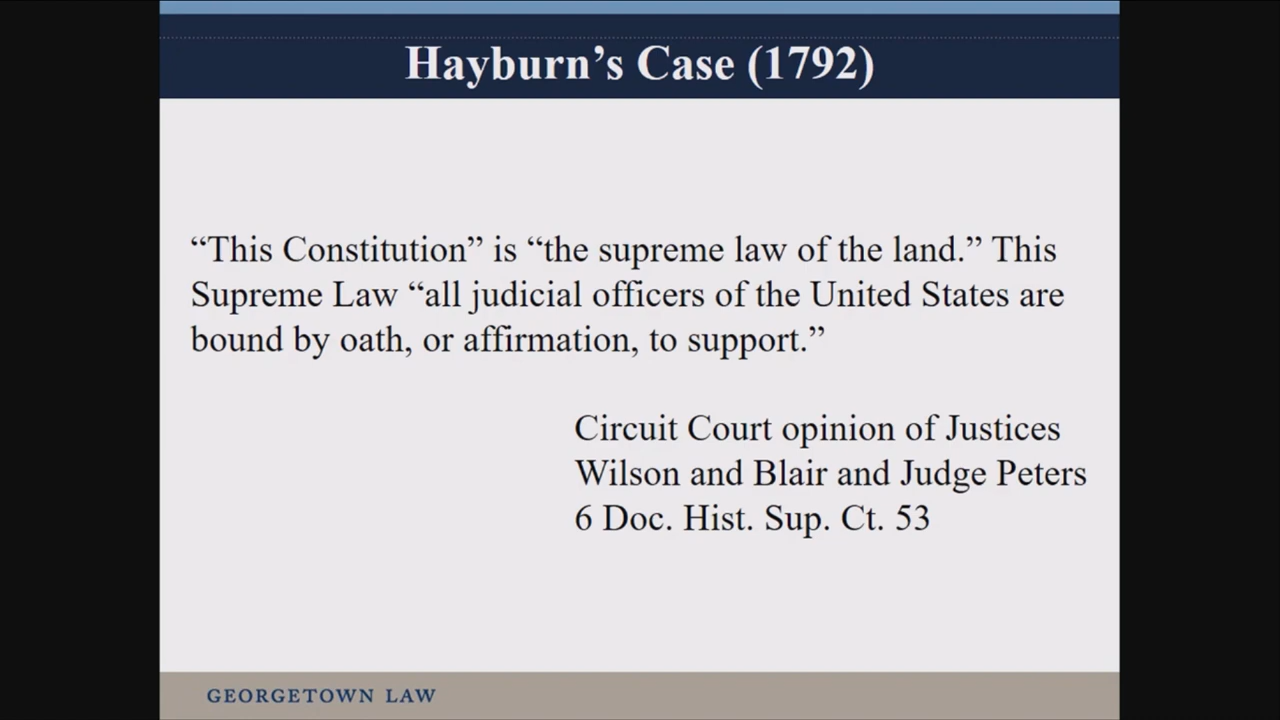 Hayburn’s Case (1792)
“This Constitution” is “the supreme law of the land.” This
Supreme Law “all judicial officers of the United States are
bound by oath, or affirmation, to support.”
Circuit Court opinion of Justices
Wilson and Blair and Judge Peters
6 Doc. Hist. Sup. Ct. 53
GEORGETOWN LAW